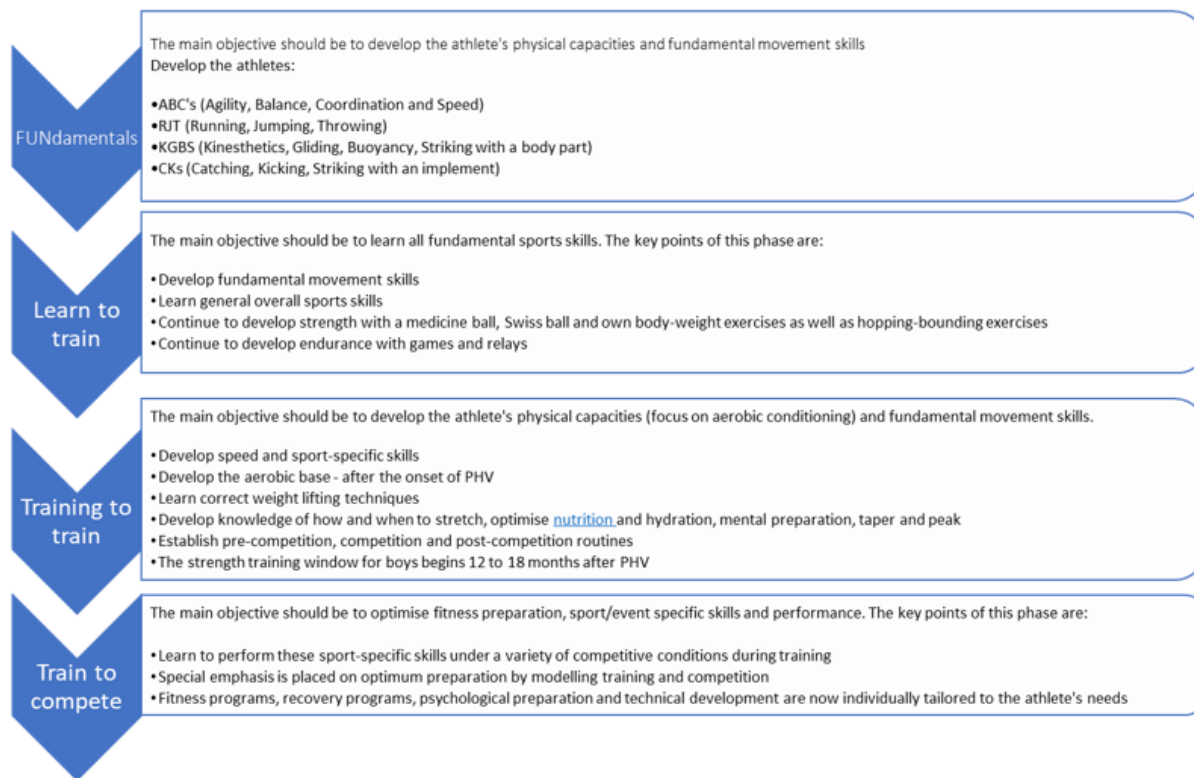 FUNdamentals
The main objective should be to develop the athlete's physical capacities and fundamental movement skills
Develop the athletes:
•ABC's (Agility, Balance, Coordination and Speed)
•RJT (Running, Jumping, Throwing)
•KGBS (Kinesthetics, Gliding, Buoyancy, Striking with a body part)
•CKs (Catching, Kicking, Striking with an implement)
Learn to
train
The main objective should be to learn all fundamental sports skills. The key points of this phase are:
•Develop fundamental movement skills
•Learn general overall sports skills
•Continue to develop strength with a medicine ball, Swiss ball and own body-weight exercises as well as hopping-bounding exercises
•Continue to develop endurance with games and relays
Training to
train
The main objective should be to develop the athlete's physical capacities (focus on aerobic conditioning) and fundamental movement skills.
•Develop speed and sport-specific skills
•Develop the aerobic base - after the onset of PHV
•Learn correct weight lifting techniques
•Develop knowledge of how and when to stretch, optimise nutrition and hydration, mental preparation, taper and peak
•Establish pre-competition, competition and post-competition routines
•The strength training window for boys begins 12 to 18 months after PHV
Train to
compete
The main objective should be to optimise fitness preparation, sport/event specific skills and performance. The key points of this phase are:
•Learn to perform these sport-specific skills under a variety of competitive conditions during training
•Special emphasis is placed on optimum preparation by modelling training and competition
•Fitness programs, recovery programs, psychological preparation and technical development are now individually tailored to the athlete's needs